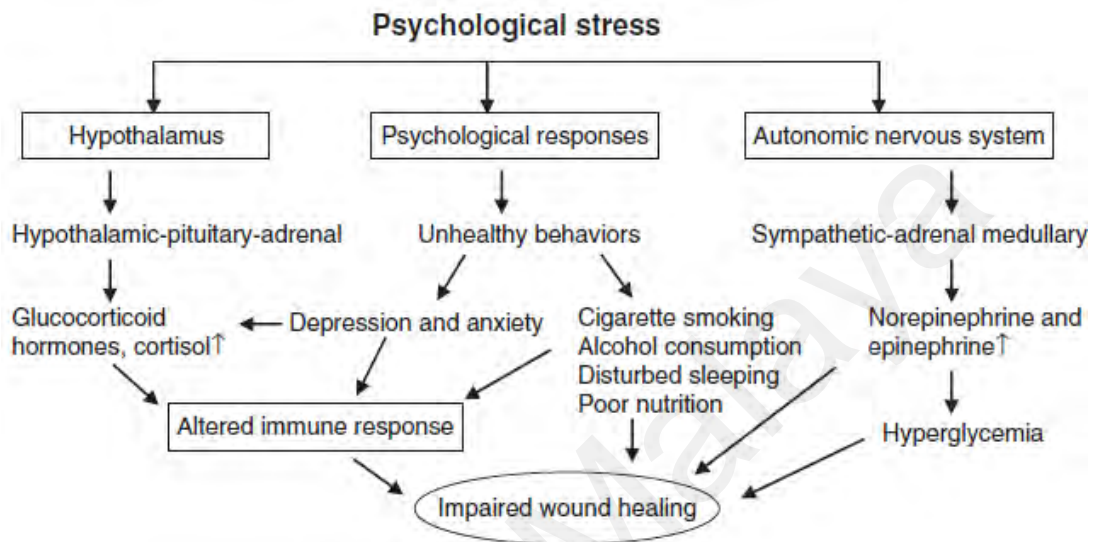 Psychological stress
Hypothalamus
Psychological responses
Autonomic nervous system
Hypothalamic-pituitary-adrenal
Unhealthy behaviors
Sympathetic-adrenal medullary
Glucocorticoid
hormones, cortisol↑
Depression and anxiety
Cigarette smoking
Alcohol consumption
Disturbed sleeping
Poor nutrition
Norepinephrine and
epinephrine↑
Altered immune response
Hyperglycemia
Impaired wound healing
Malaya